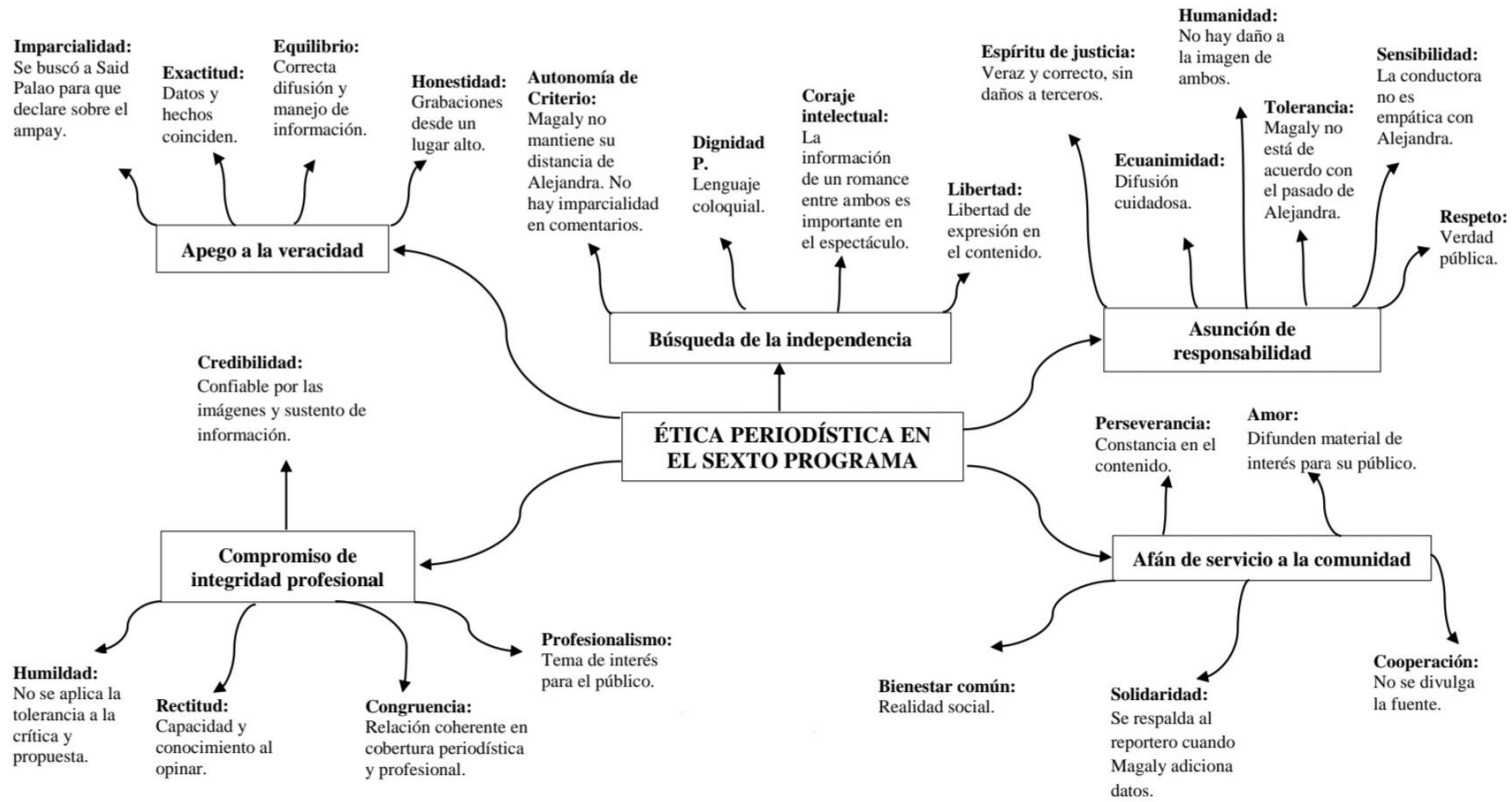 Imparcialidad:
Se buscó a Said
Palao para que
declare sobre el
ampay.
Exactitud:
Datos y
hechos
coinciden.
Equilibrio:
Correcta
difusión y
manejo de
información.
Honestidad:
Grabaciones
desde un
lugar alto.
Apego a la veracidad
Autonomía de
Criterio:
Magaly no
mantiene su
distancia de
Alejandra. No
hay imparcialidad
en comentarios.
Dignidad
P.
Lenguaje
coloquial.
Coraje
intelectual:
La
información
de un romance
entre ambos es
importante en
el espectáculo.
Libertad:
Libertad de
expresión en
el contenido.
Búsqueda de la independencia
Espíritu de justicia:
Veraz y correcto, sin
daños a terceros.
Ecuanimidad:
Difusión
cuidadosa.
Humanidad:
No hay daño a
la imagen de
ambos.
Tolerancia:
Magaly no
está de
acuerdo con
el pasado de
Alejandra.
Sensibilidad:
La conductora
no es
empática con
Alejandra.
Respeto:
Verdad
pública.
Asunción de
responsabilidad
ÉTICA PERIODÍSTICA EN
EL SEXTO PROGRAMA
Credibilidad:
Confiable por las
imágenes y sustento de
información.
Compromiso de
integridad profesional
Humildad:
No se aplica la
tolerancia a la
crítica y
propuesta.
Rectitud:
Capacidad y
conocimiento al
opinar.
Congruencia:
Relación coherente en
cobertura periodística
y profesional.
Profesionalismo:
Tema de interés
para el público.
Perseverancia:
Constancia en el
contenido.
Amor:
Difunden material de
interés para su público.
Afán de servicio a la comunidad
Bienestar común:
Realidad social.
Solidaridad:
Se respalda al
reportero cuando
Magaly adiciona
datos.
Cooperación:
No se divulga
la fuente.